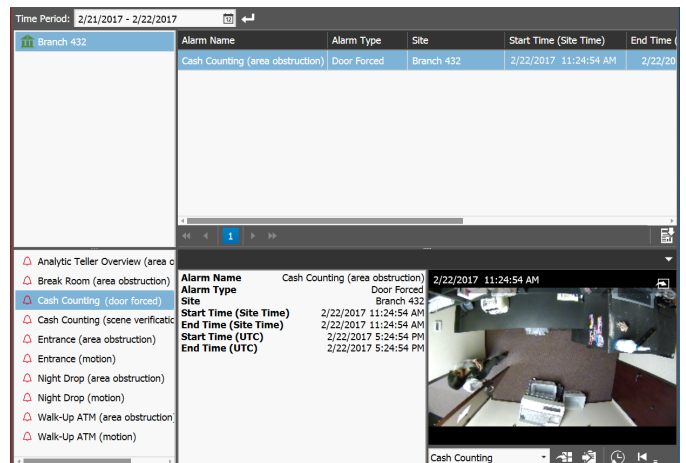 Time Period: 2/21/2017 - 2/22/2017
Branch 432
Alarm Name Alarm Type Site Start Time (Site Time) End Time (
Cash Counting (area obstruction) Door Forced Branch 432 2/22/2017 11:24:54 AM 2/22/20
1
Analytic Teller Overview (area o
Break Room (area obstruction)
Cash Counting (door forced)
Cash Counting (scene verificatic
Entrance (area obstruction)
Entrance (motion)
Night Drop (area obstruction)
Night Drop (motion)
Walk-Up ATM (area obstruction)
Walk-Up ATM (motion)
Alarm Name Cash Counting (area obstruction)
Alarm Type Door Forced
Site Branch 432
Start Time (Site Time) 2/22/2017 11:24:54 AM
End Time (Site Time) 2/22/2017 11:24:54 AM
Start Time (UTC) 2/22/2017 5:24:54 PM
End Time (UTC) 2/22/2017 5:24:54 PM
2/22/2017 11:24:54 AM
Cash Counting